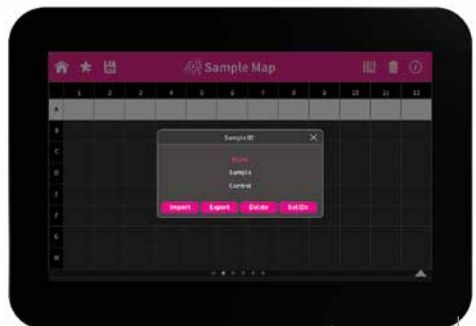 Sample Map
1 2 3 4 5 6 7 8 9 10 11 12
A
B
C
D
E
F
G
H
Sample ID
Blank
Sample
Control
Import Export Delete Set IDs